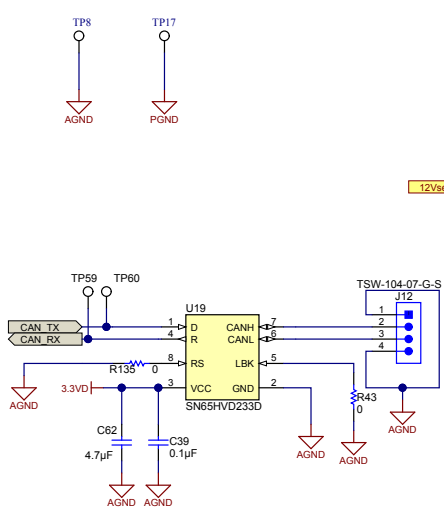 TP8 TP17
AGND PGND
12Vse
TP59 TP60 TSW-104-07-G-S
U19 J12
CAN_TX 1 D CANH 7 1
CAN_RX 4 R CANL 6 2
3
8 RS LBK 5 4
R135 0
3.3VD 3 VCC GND 2 R43
AGND SN65HVD233D 0
AGND
C62 C39
4.7µF 0.1µF
AGND AGND
AGND AGND